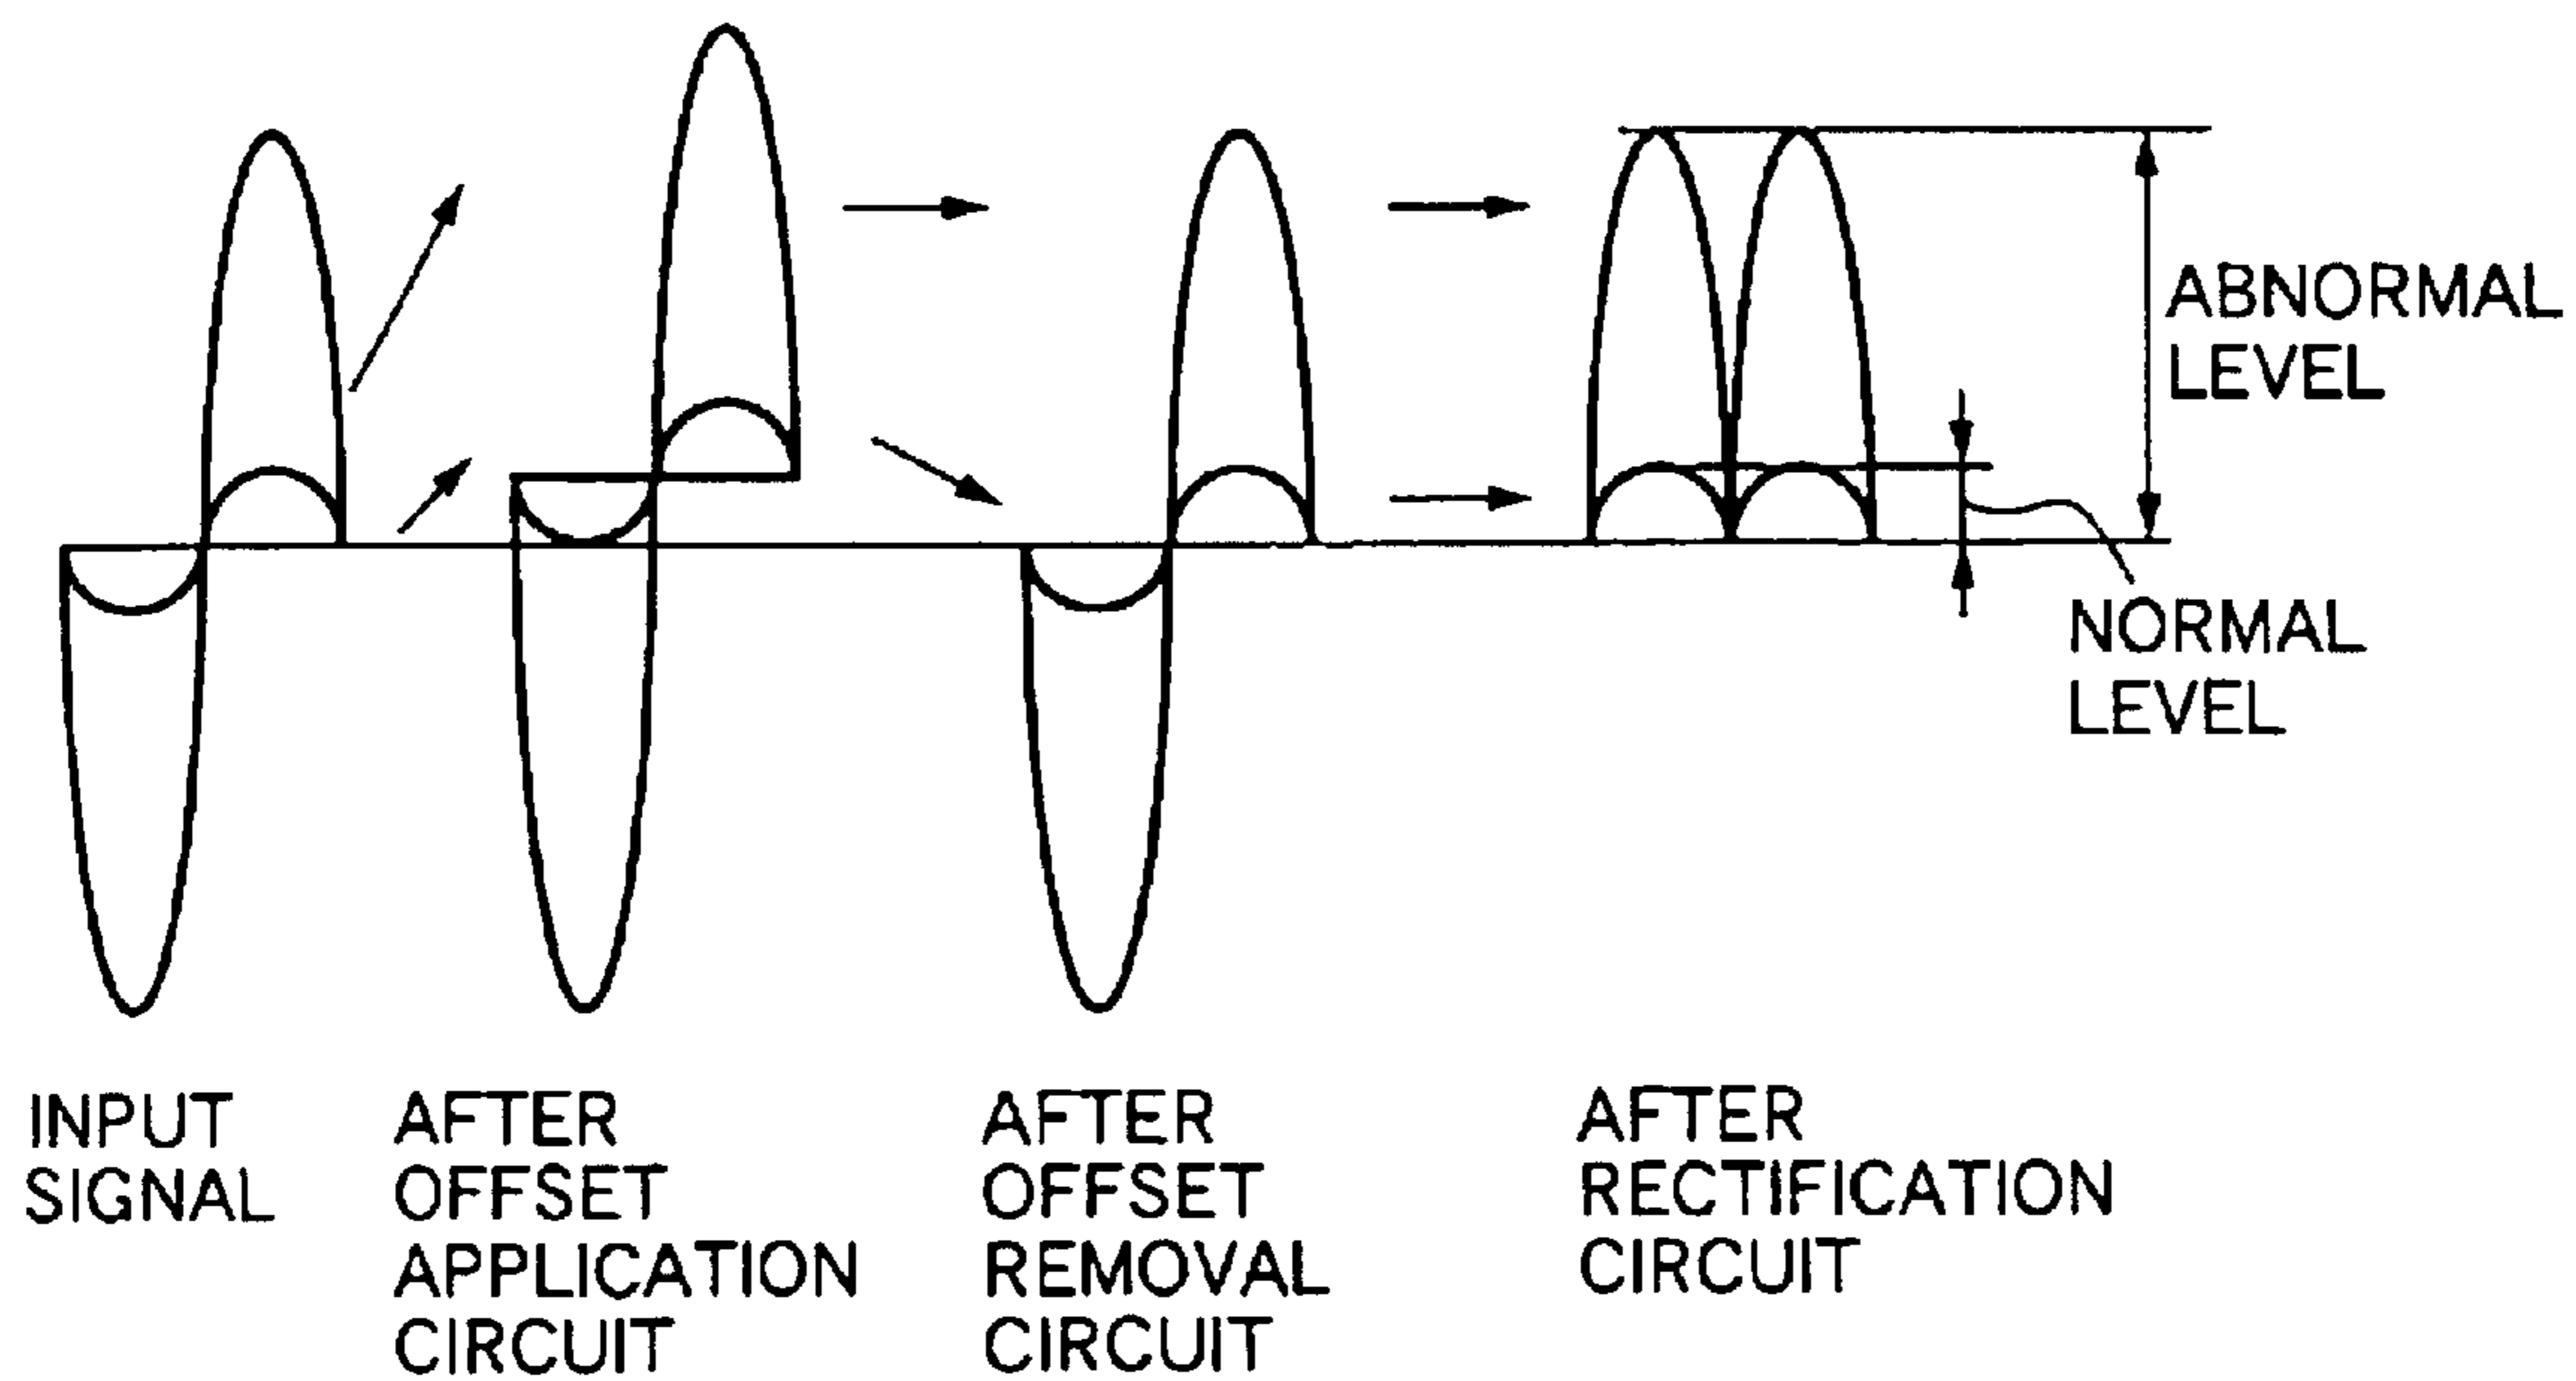 ABNORMAL
LEVEL
NORMAL
LEVEL
INPUT
SIGNAL
AFTER
OFFSET
APPLICATION
CIRCUIT
AFTER
OFFSET
REMOVAL
CIRCUIT
AFTER
RECTIFICATION
CIRCUIT